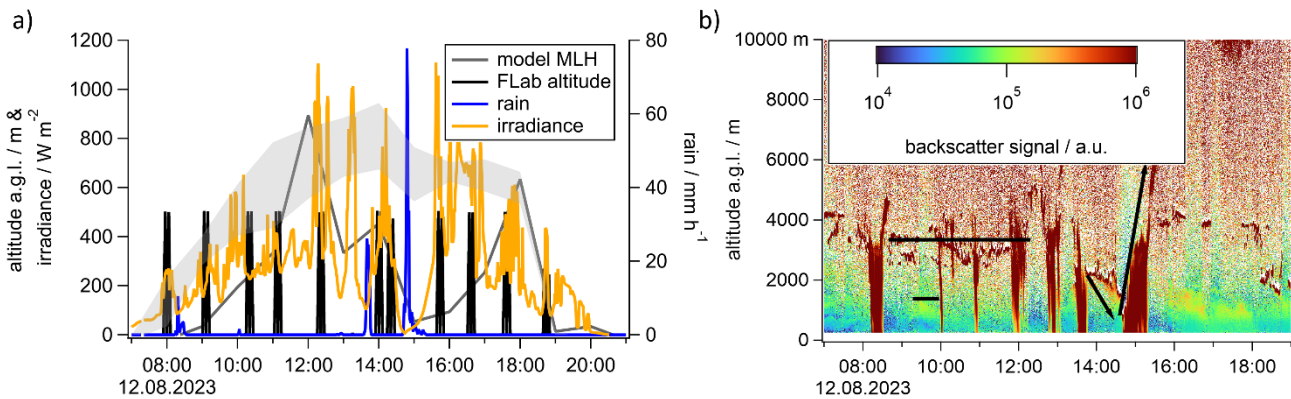 a)
1200
1000
800
600
400
200
0
altitude a.g.l. / m &
irradiance / W m-2
80
60
40
20
0
rain / mm h-1
model MLH
FLab altitude
rain
irradiance
08:00
10:00
12:00
14:00
16:00
18:00
20:00
12.08.2023
b)
10000 m
8000
6000
4000
2000
0
altitude a.g.l. / m
10^4
10^5
10^6
backscatter signal / a.u.
08:00
10:00
12:00
14:00
16:00
18:00
12.08.2023